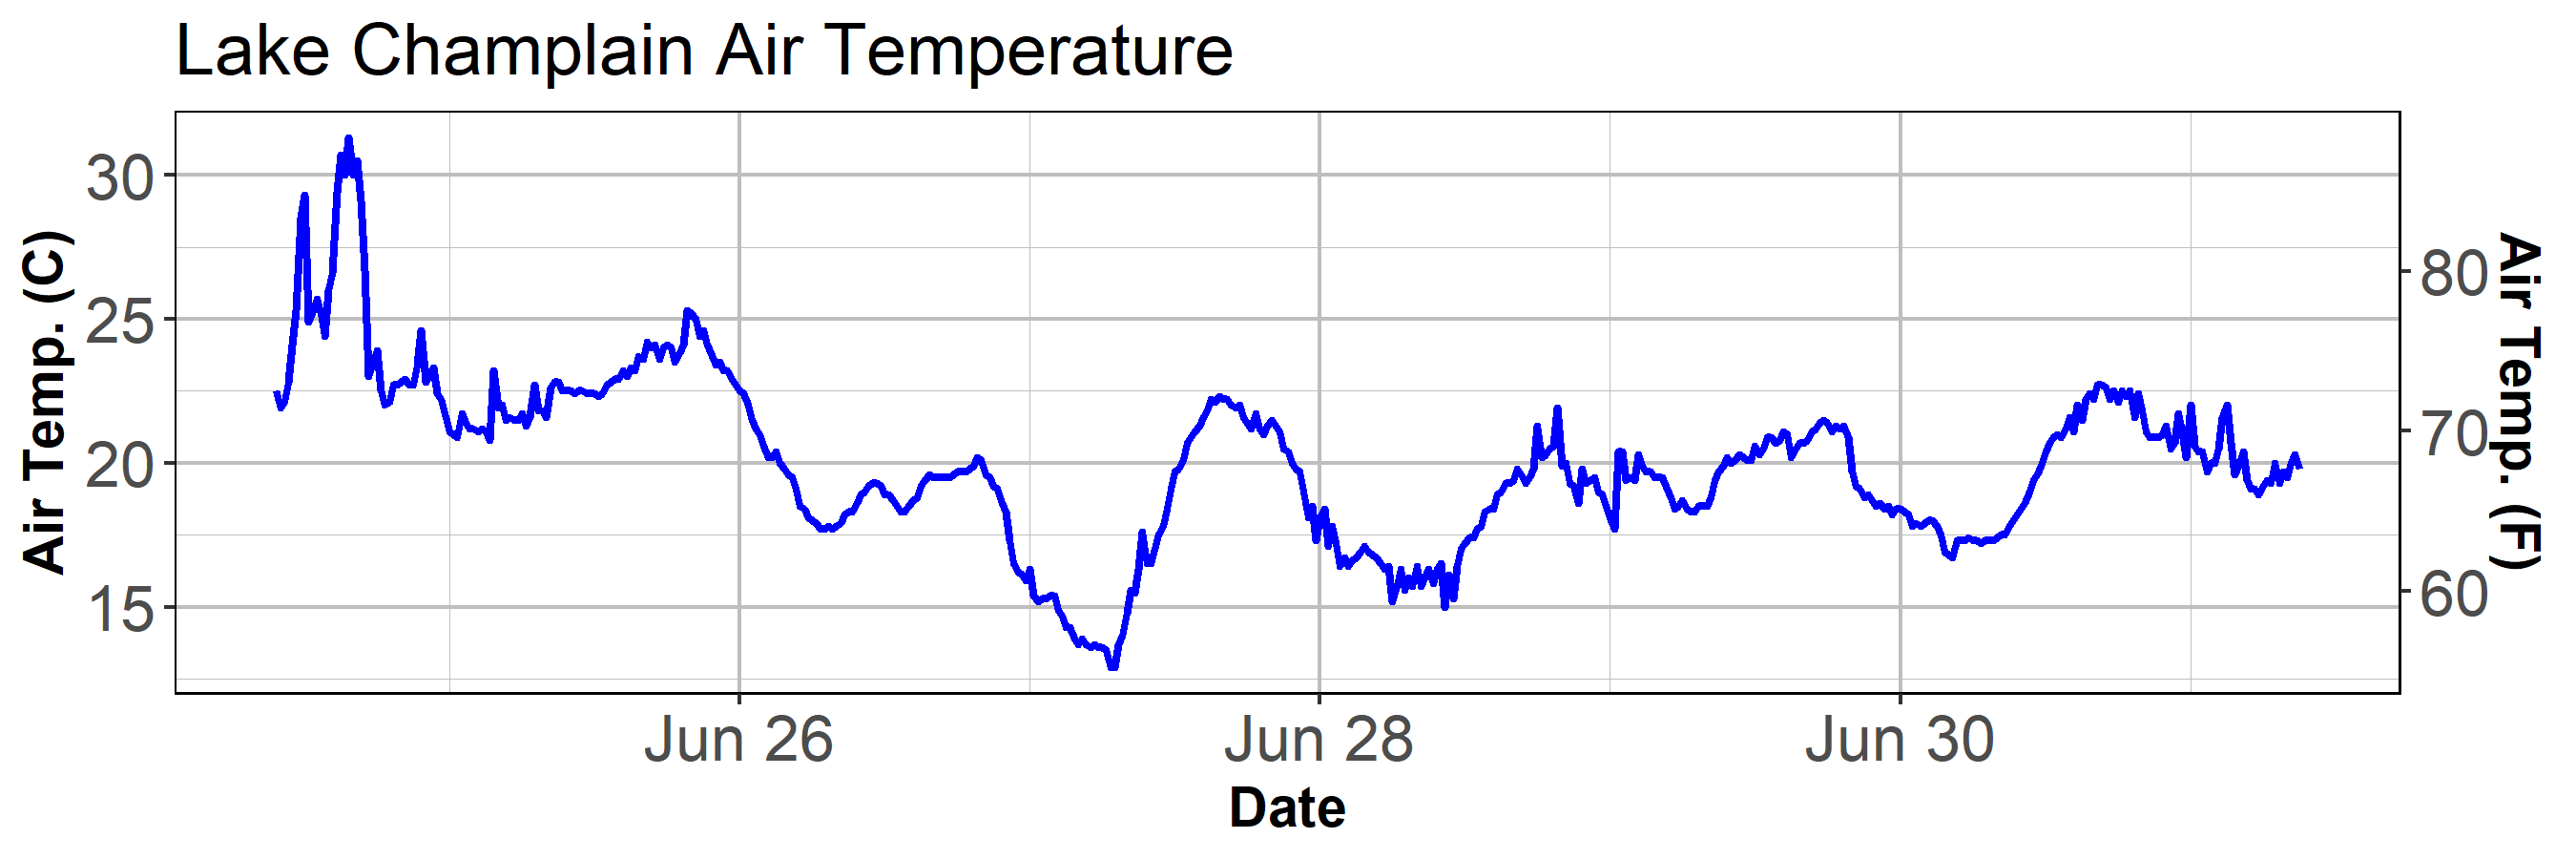 Lake Champlain Air Temperature
Air Temp. (C)
30
25
20
15
80
70
60
Air Temp. (F)
Jun 26
Jun 28
Jun 30
Date